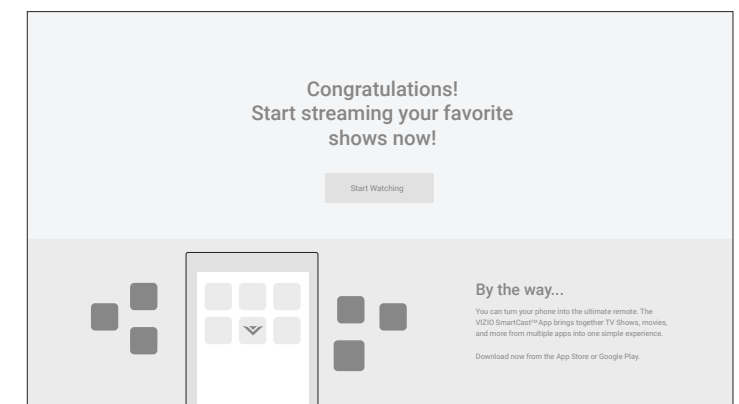 Congratulations!
Start streaming your favorite
shows now!
Start Watching
By the way...
You can turn your phone into the ultimate remote. The
VIZIO SmartCast™ App brings together TV Shows, movies,
and more from multiple apps into one simple experience.
Download now from the App Store or Google Play.